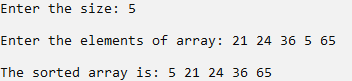 Enter the size: 5
Enter the elements of array: 21 24 36 5 65
The sorted array is: 5 21 24 36 65